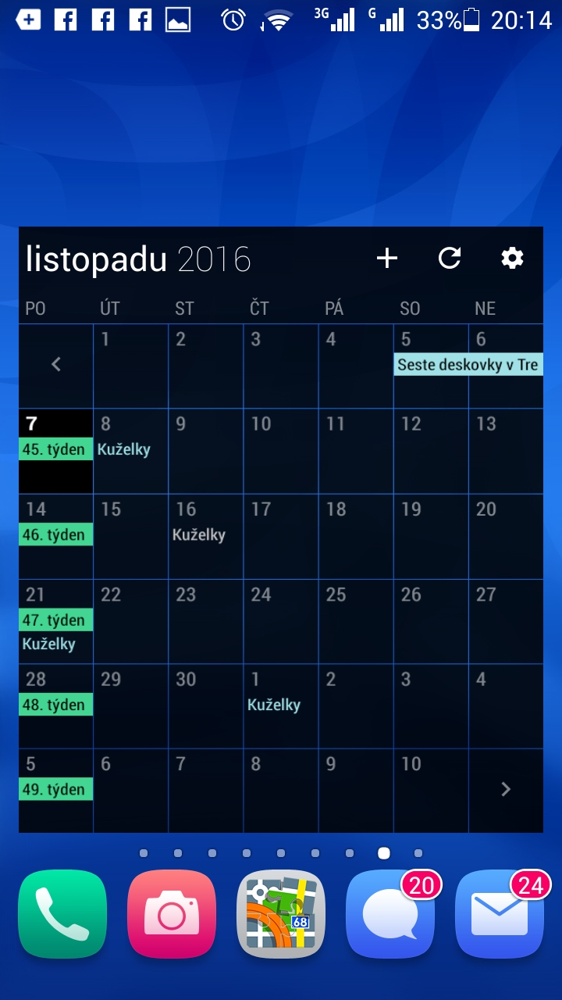 3G G 33% 20:14
listopadu 2016
PO ÚT ST ČT PÁ SO NE
1 2 3 4 5 6
Seste deskovky v Tre
7 8 9 10 11 12 13
45. týden Kuželky
14 15 16 17 18 19 20
46. týden Kuželky
21 22 23 24 25 26 27
47. týden
Kuželky
28 29 30 1 2 3 4
48. týden Kuželky
5 6 7 8 9 10
49. týden
20 24
68